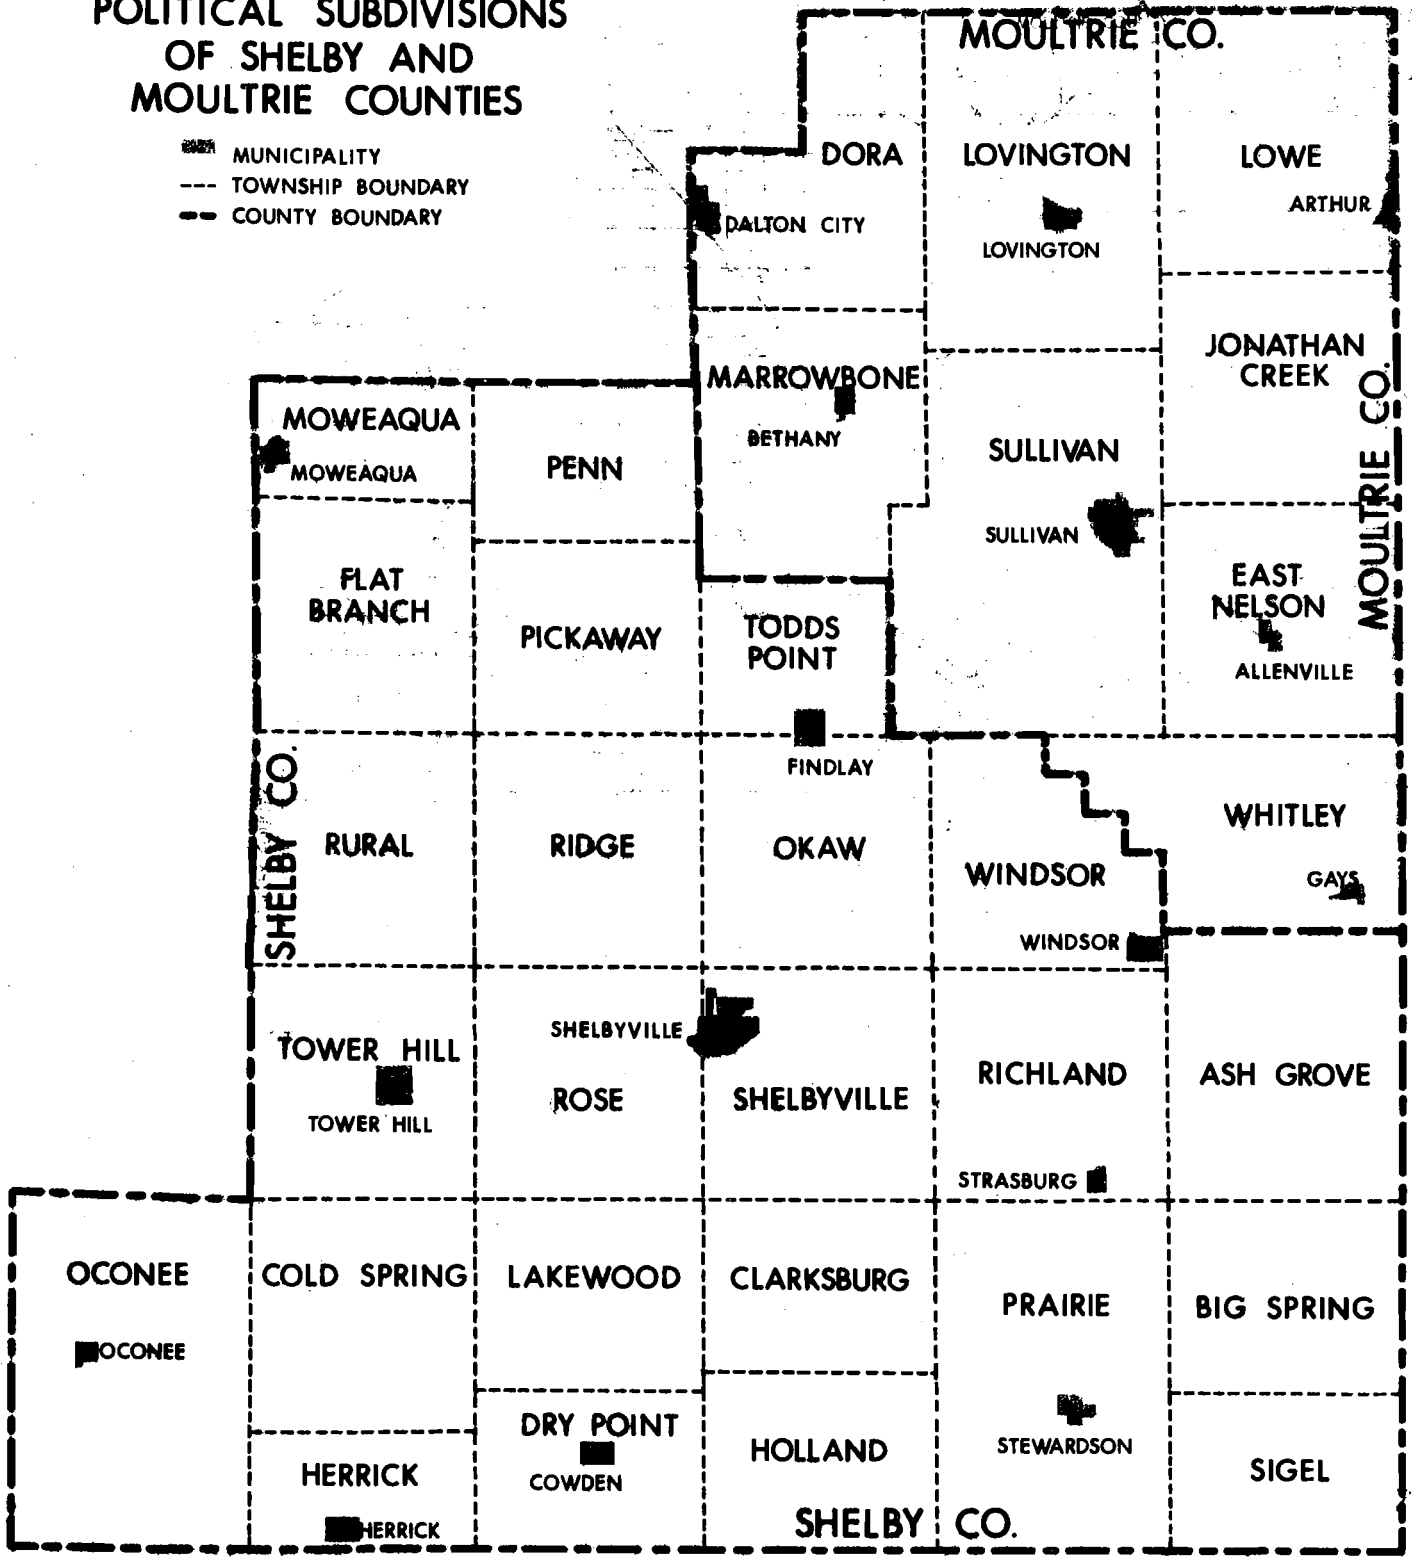 POLITICAL SUBDIVISIONS
OF SHELBY AND
MOULTRIE COUNTIES
MUNICIPALITY
TOWNSHIP BOUNDARY
COUNTY BOUNDARY
MOULTRIE CO.
DORA
LOVINGTON
LOWE
ARTHUR
DALTON CITY
LOVINGTON
JONATHAN
CREEK
MOULTRIE CO.
MARROWBONE
BETHANY
MOWEAQUA
MOWEAQUA
PENN
SULLIVAN
SULLIVAN
FLAT
BRANCH
PICKAWAY
TODDS
POINT
EAST
NELSON
ALLENVILLE
FINDLAY
SHELBY CO.
RURAL
RIDGE
OKAW
WINDSOR
WINDSOR
WHITLEY
GAYS
SHELBYVILLE
TOWER HILL
TOWER HILL
ROSE
SHELBYVILLE
RICHLAND
ASH GROVE
STRASBURG
OCONEE
OCONEE
COLD SPRING
LAKEWOOD
CLARKSBURG
PRAIRIE
BIG SPRING
DRY POINT
COWDEN
HOLLAND
STEWARDSON
SIGEL
HERRICK
HERRICK
SHELBY CO.